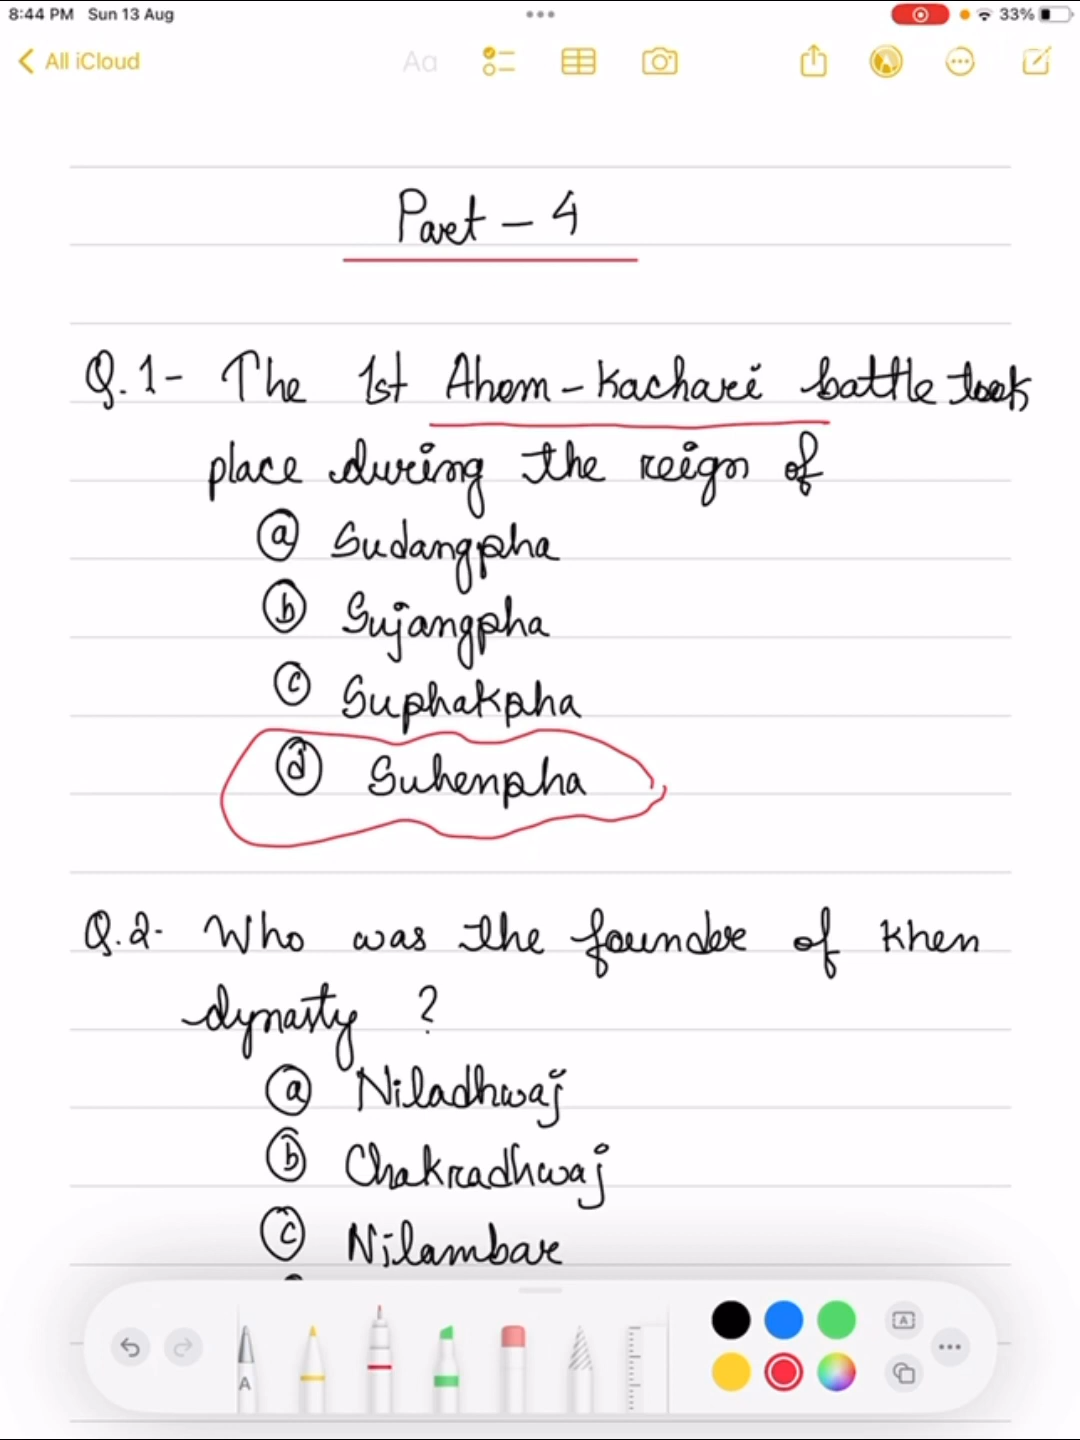 8:44 PM Sun 13 Aug
33%
All iCloud
Aa
Part - 4
Q.1- The 1st Ahom-Kachari battle took
place during the reign of
a Sudangpha
b Sujangpha
c Suphakpha
d Suhenpha
Q.2- Who was the founder of Khen
dynasty ?
a Niladhwaj
b Chakradhwaj
c Nilambar
A
A